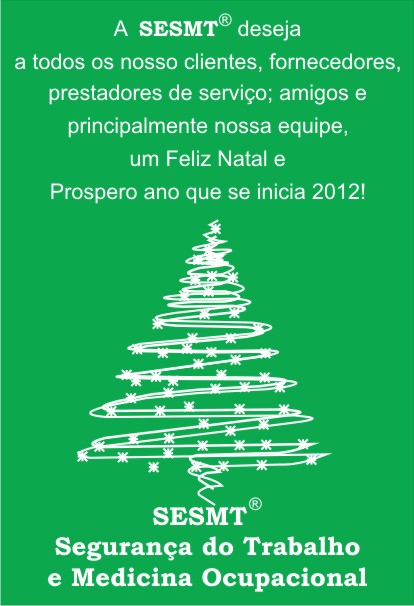 A SESMT® deseja
a todos os nosso clientes, fornecedores,
prestadores de serviço; amigos e
principalmente nossa equipe,
um Feliz Natal e
Prospero ano que se inicia 2012!
SESMT®
Segurança do Trabalho
e Medicina Ocupacional